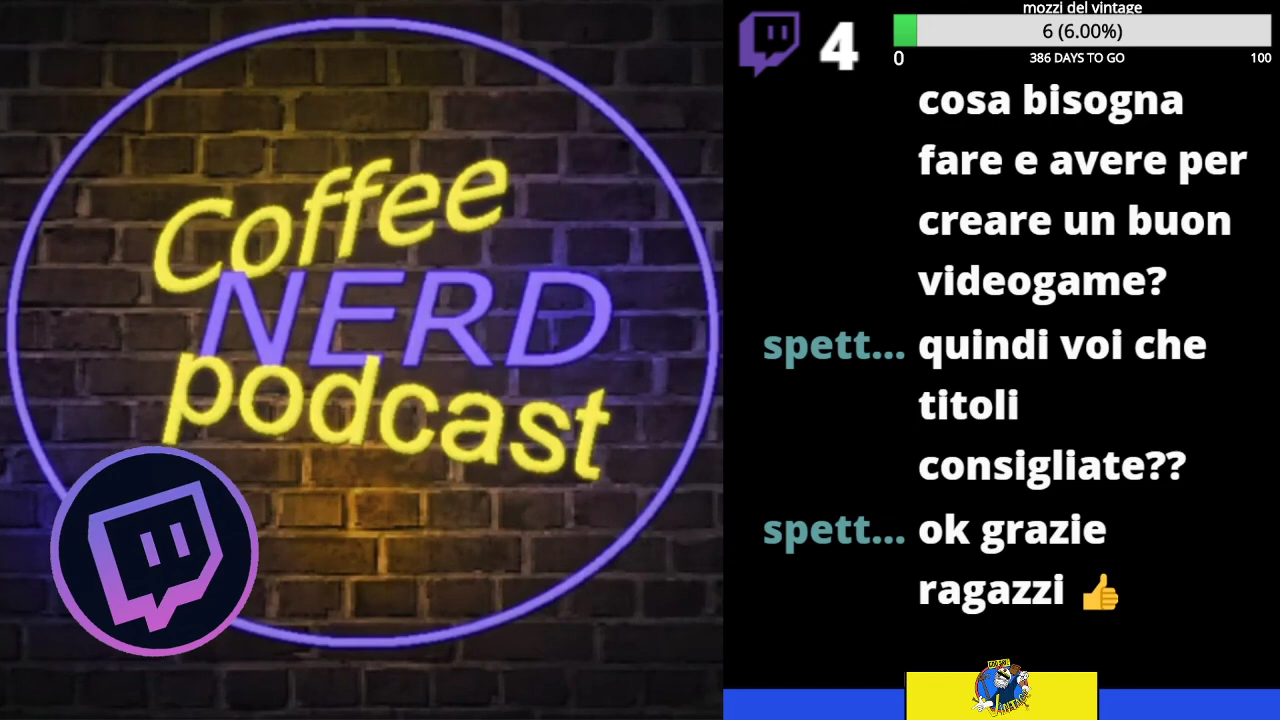 Coffee
NERD
podcast
4
mozzi del vintage
6 (6.00%)
0
386 DAYS TO GO
100
cosa bisogna
fare e avere per
creare un buon
videogame?
spett... quindi voi che
titoli
consigliate??
spett... ok grazie
ragazzi 👍